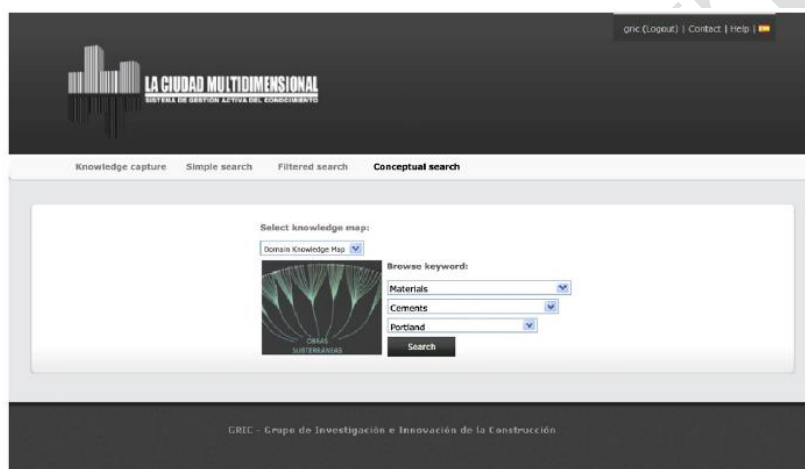 gric (Logout) | Contact | Help |
LA CIUDAD MULTIDIMENSIONAL
SISTEMA DE GESTIÓN ACTIVA DEL CONOCIMIENTO
Knowledge capture Simple search Filtered search Conceptual search
Select knowledge map:
Domain Knowledge Map
Browse keyword:
Materials
Cements
Portland
OBRAS
SUBTERRÁNEAS
Search
GRIC - Grupo de Investigación e Innovación de la Construcción